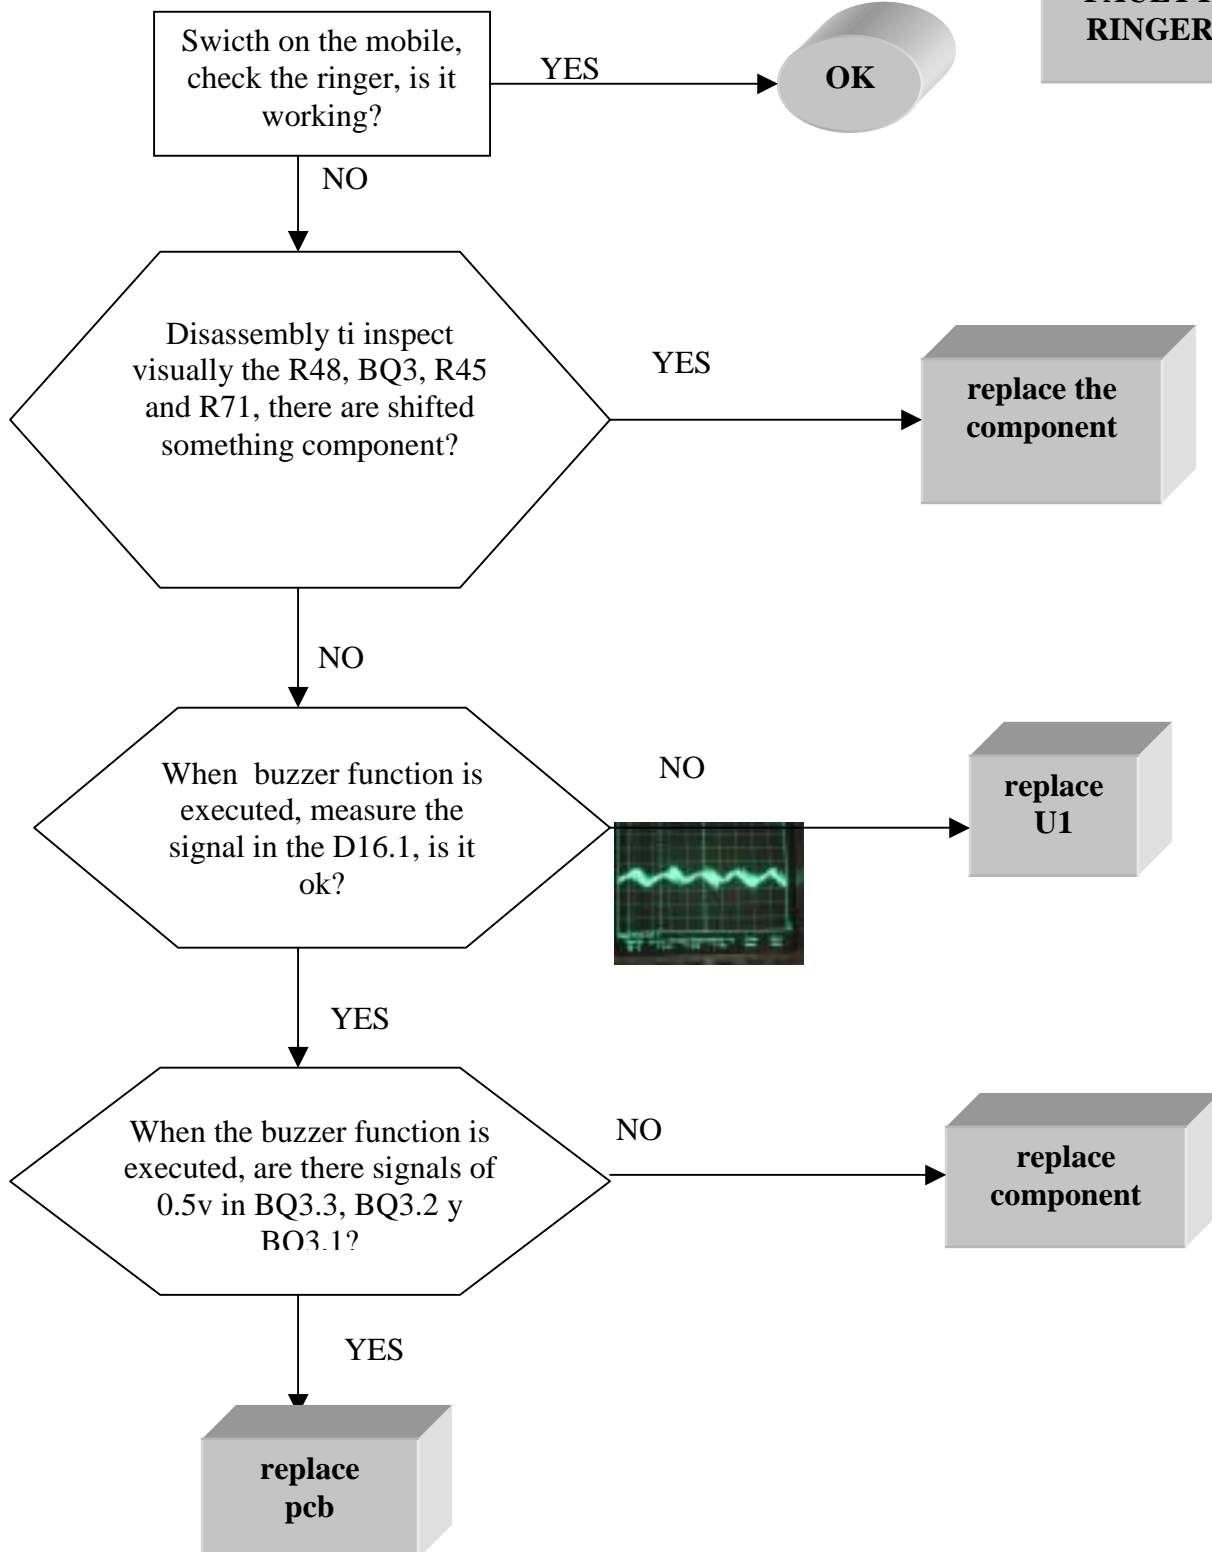 RINGER
Swicth on the mobile,
check the ringer, is it
working?
YES
OK
NO
Disassembly ti inspect
visually the R48, BQ3, R45
and R71, there are shifted
something component?
YES
replace the
component
NO
When buzzer function is
executed, measure the
signal in the D16.1, is it
ok?
NO
replace
U1
YES
When the buzzer function is
executed, are there signals of
0.5v in BQ3.3, BQ3.2 y
BQ3.1?
NO
replace
component
YES
replace
pcb